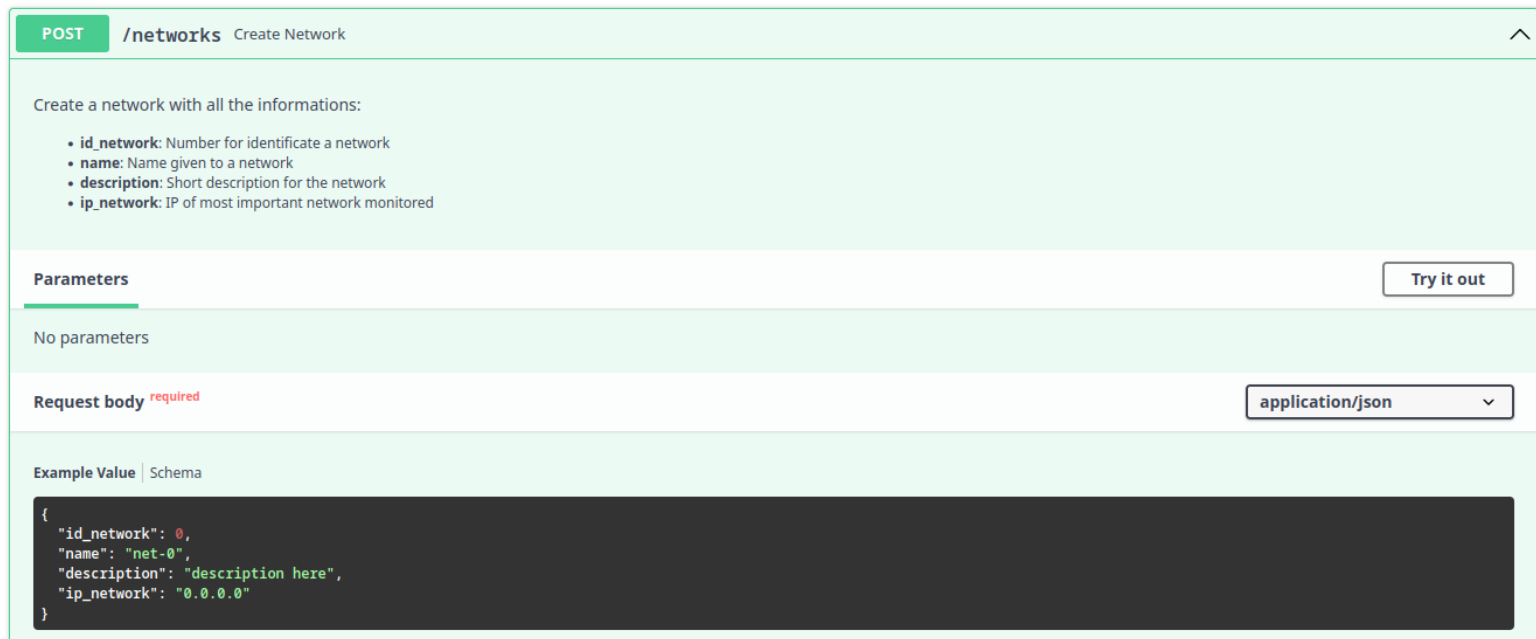 POST /networks Create Network
Create a network with all the informations:
• id_network: Number for identificate a network
• name: Name given to a network
• description: Short description for the network
• ip_network: IP of most important network monitored
Parameters
Try it out
No parameters
Request body required
application/json
Example Value | Schema
{
  "id_network": 0,
  "name": "net-0",
  "description": "description here",
  "ip_network": "0.0.0.0"
}